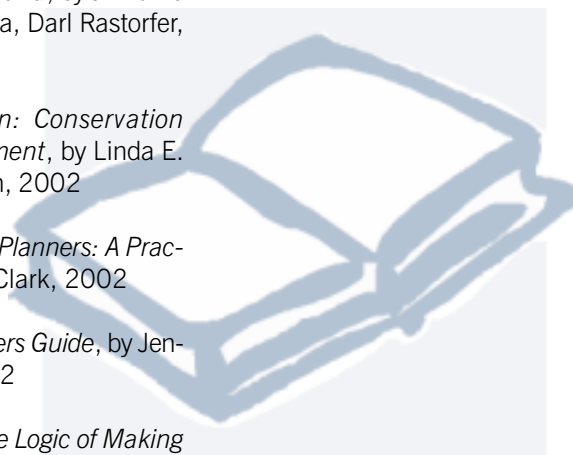 a, Darl Rastorfer,
n: Conservation
ment, by Linda E.
n, 2002
Planners: A Prac-
Clark, 2002
ers Guide, by Jen-
2
e Logic of Making